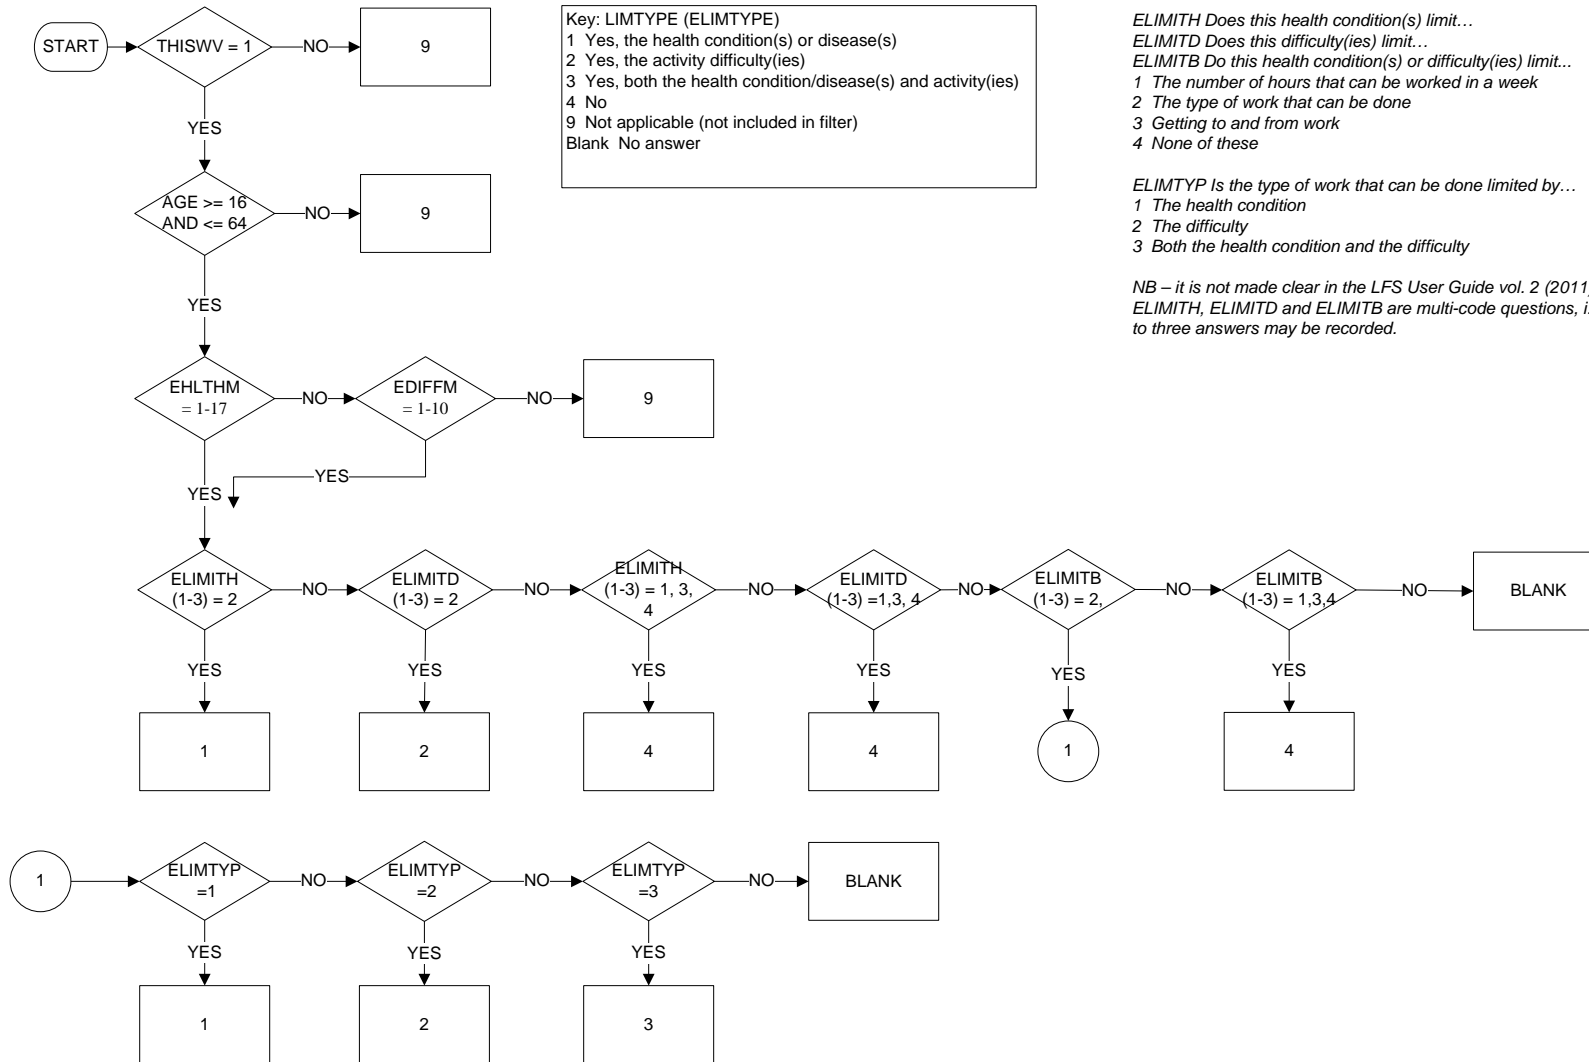 START
THISWV = 1
NO
9
YES
AGE >= 16
AND <= 64
NO
9
YES
Key: LIMTYPE (ELIMTYPE)
1 Yes, the health condition(s) or disease(s)
2 Yes, the activity difficulty(ies)
3 Yes, both the health condition/disease(s) and activity(ies)
4 No
9 Not applicable (not included in filter)
Blank No answer
ELIMITH Does this health condition(s) limit…
ELIMITD Does this difficulty(ies) limit…
ELIMITB Do this health condition(s) or difficulty(ies) limit...
1 The number of hours that can be worked in a week
2 The type of work that can be done
3 Getting to and from work
4 None of these
ELIMTYP Is the type of work that can be done limited by…
1 The health condition
2 The difficulty
3 Both the health condition and the difficulty
NB – it is not made clear in the LFS User Guide vol. 2 (2011)
ELIMITH, ELIMITD and ELIMITB are multi-code questions,
to three answers may be recorded.
EHLTHM
= 1-17
NO
EDIFFM
= 1-10
NO
9
YES
YES
ELIMITH
(1-3) = 2
NO
ELIMITD
(1-3) = 2
NO
ELIMITH
(1-3) = 1, 3,
4
NO
ELIMITD
(1-3) =1,3, 4
NO
ELIMITB
(1-3) = 2,
NO
ELIMITB
(1-3) = 1,3,4
NO
BLANK
YES
YES
YES
YES
YES
YES
1
2
4
4
1
4
1
ELIMTYP
=1
NO
ELIMTYP
=2
NO
ELIMTYP
=3
NO
BLANK
YES
YES
YES
1
2
3